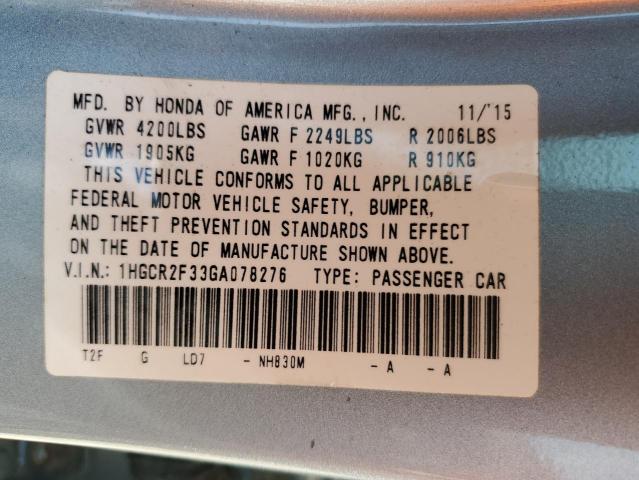 MFD. BY HONDA OF AMERICA MFG., INC. 11/'15
GVWR 4200LBS GAWR F 2249LBS R 2006LBS
GVWR 1905KG GAWR F 1020KG R 910KG
THIS VEHICLE CONFORMS TO ALL APPLICABLE
FEDERAL MOTOR VEHICLE SAFETY, BUMPER,
AND THEFT PREVENTION STANDARDS IN EFFECT
ON THE DATE OF MANUFACTURE SHOWN ABOVE.
V.I.N.: 1HGCR2F33GA078276 TYPE: PASSENGER CAR
T2F G LD7 - NH830M - A - A